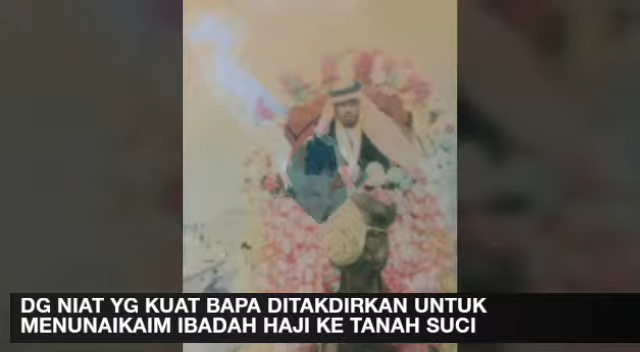 DG NIAT YG KUAT BAPA DITAKDIRKAN UNTUK
MENUNAIKAIM IBADAH HAJI KE TANAH SUCI